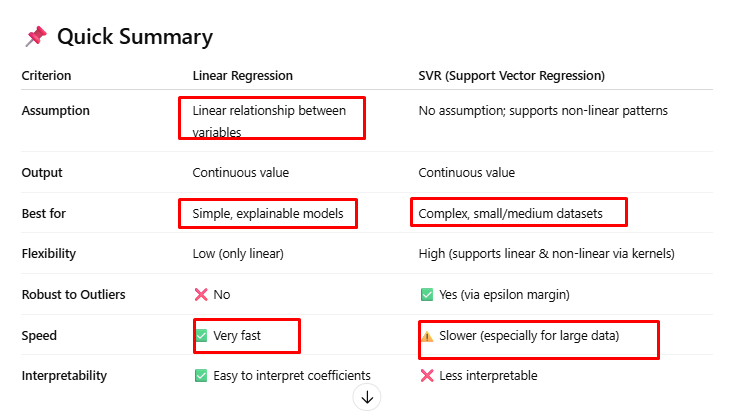 📌 Quick Summary
Criterion Linear Regression SVR (Support Vector Regression)
Assumption Linear relationship between variables No assumption; supports non-linear patterns
Output Continuous value Continuous value
Best for Simple, explainable models Complex, small/medium datasets
Flexibility Low (only linear) High (supports linear & non-linear via kernels)
Robust to Outliers ❌ No ✅ Yes (via epsilon margin)
Speed ✅ Very fast ⚠️ Slower (especially for large data)
Interpretability ✅ Easy to interpret coefficients ❌ Less interpretable